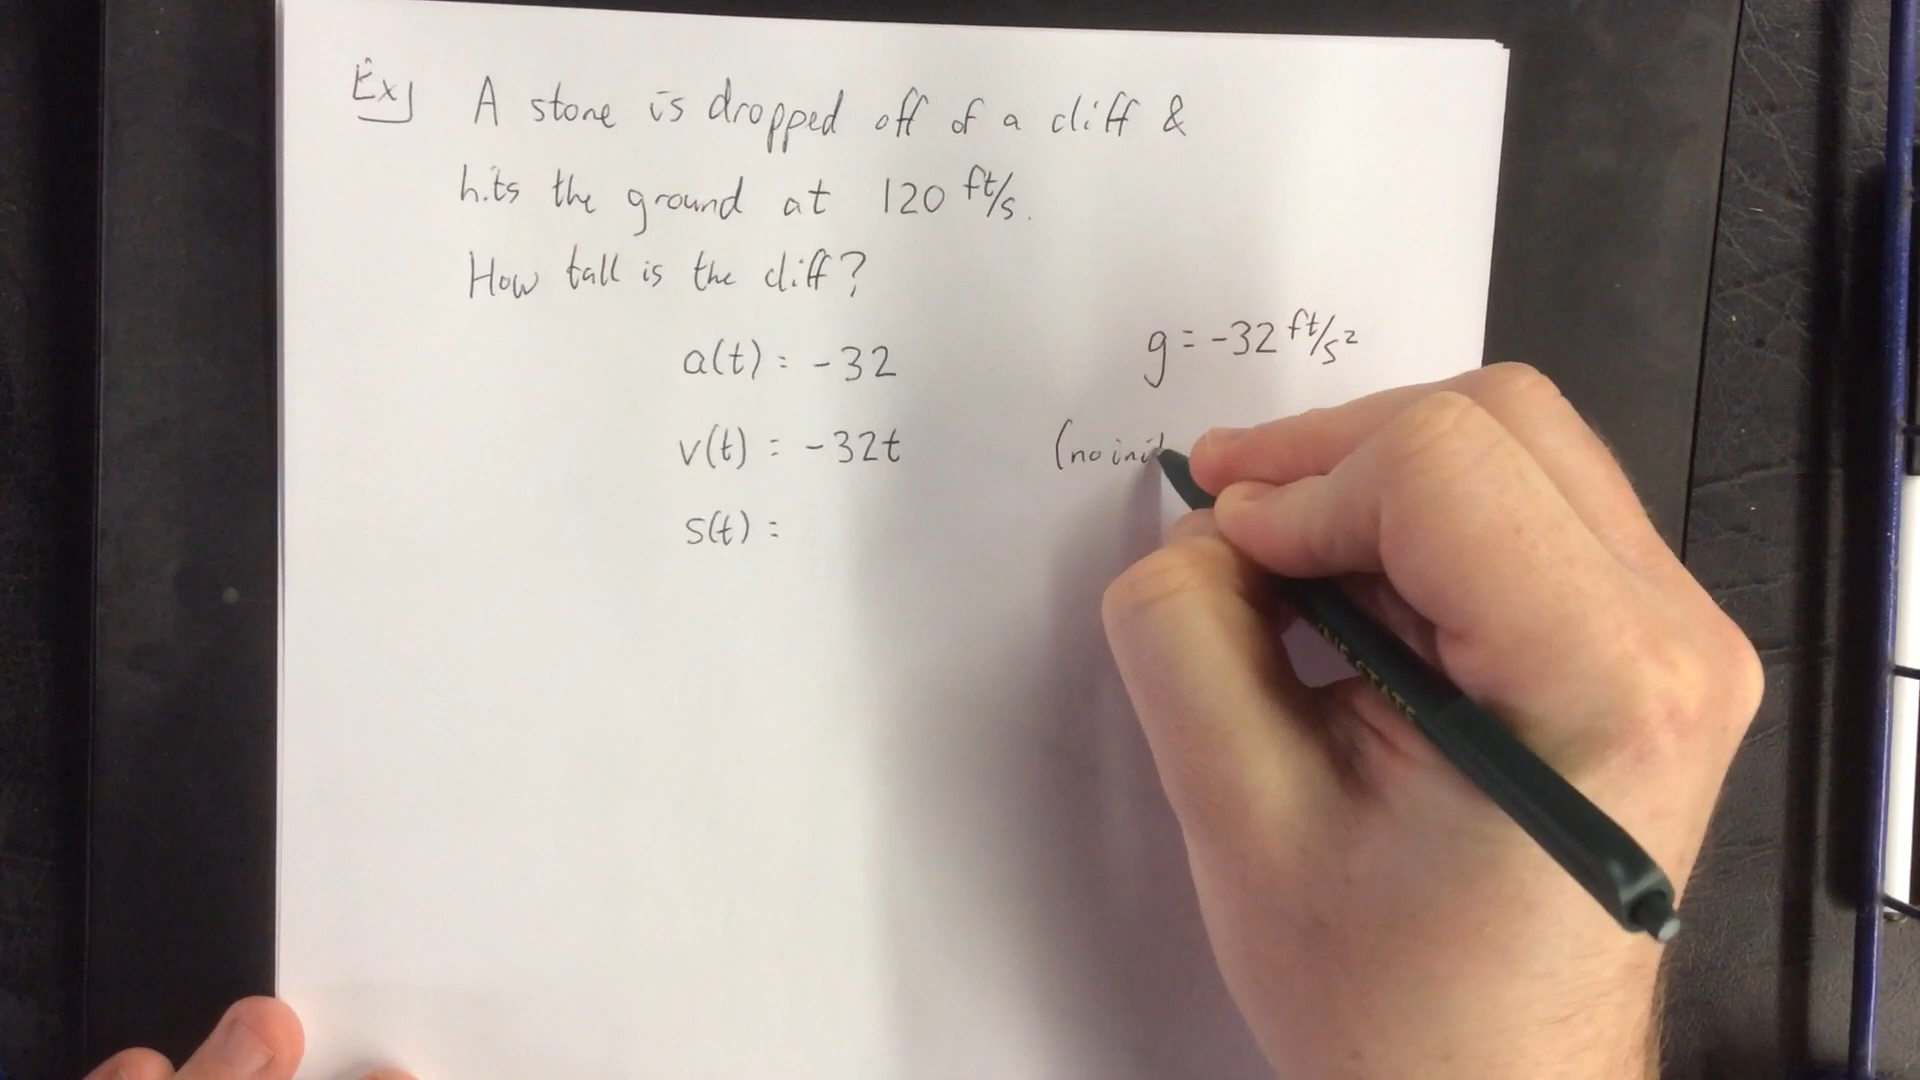 Ex] A stone is dropped off of a cliff &
hits the ground at 120 ft/s.
How tall is the cliff?
a(t) = -32
g = -32 ft/s²
v(t) = -32t
(no init
s(t) =